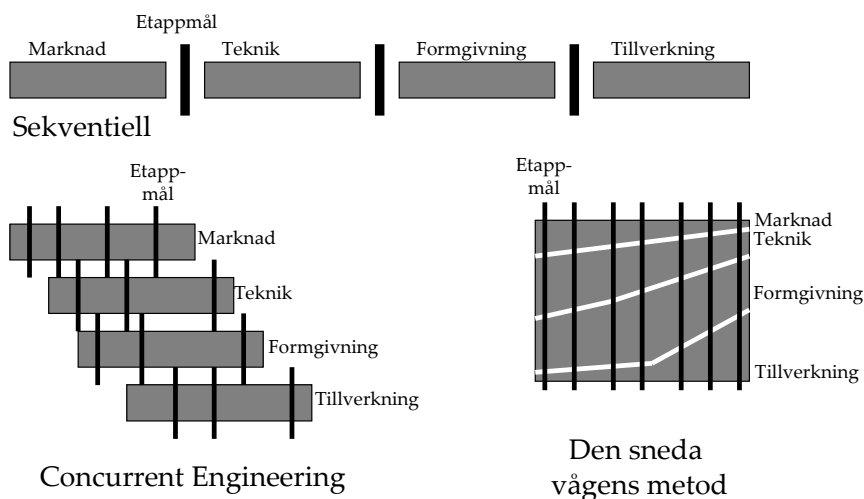 Etappmål
Marknad
Teknik
Formgivning
Tillverkning
Sekventiell
Etapp-
mål
Marknad
Teknik
Formgivning
Tillverkning
Concurrent Engineering
Etapp-
mål
Marknad
Teknik
Formgivning
Tillverkning
Den sneda
vågens metod